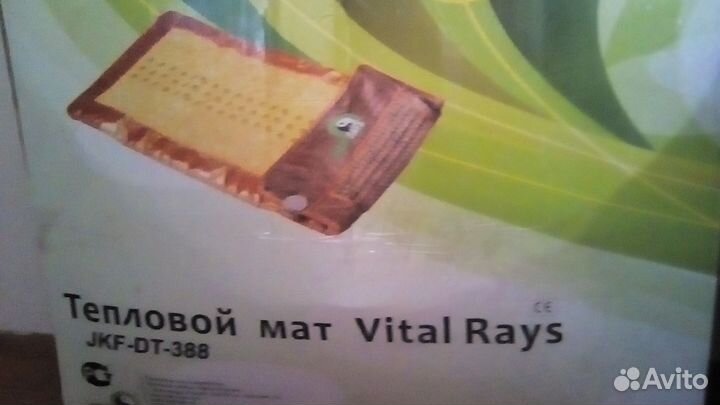 Тепловой мат Vital Rays
CE
JKF-DT-388
Avito